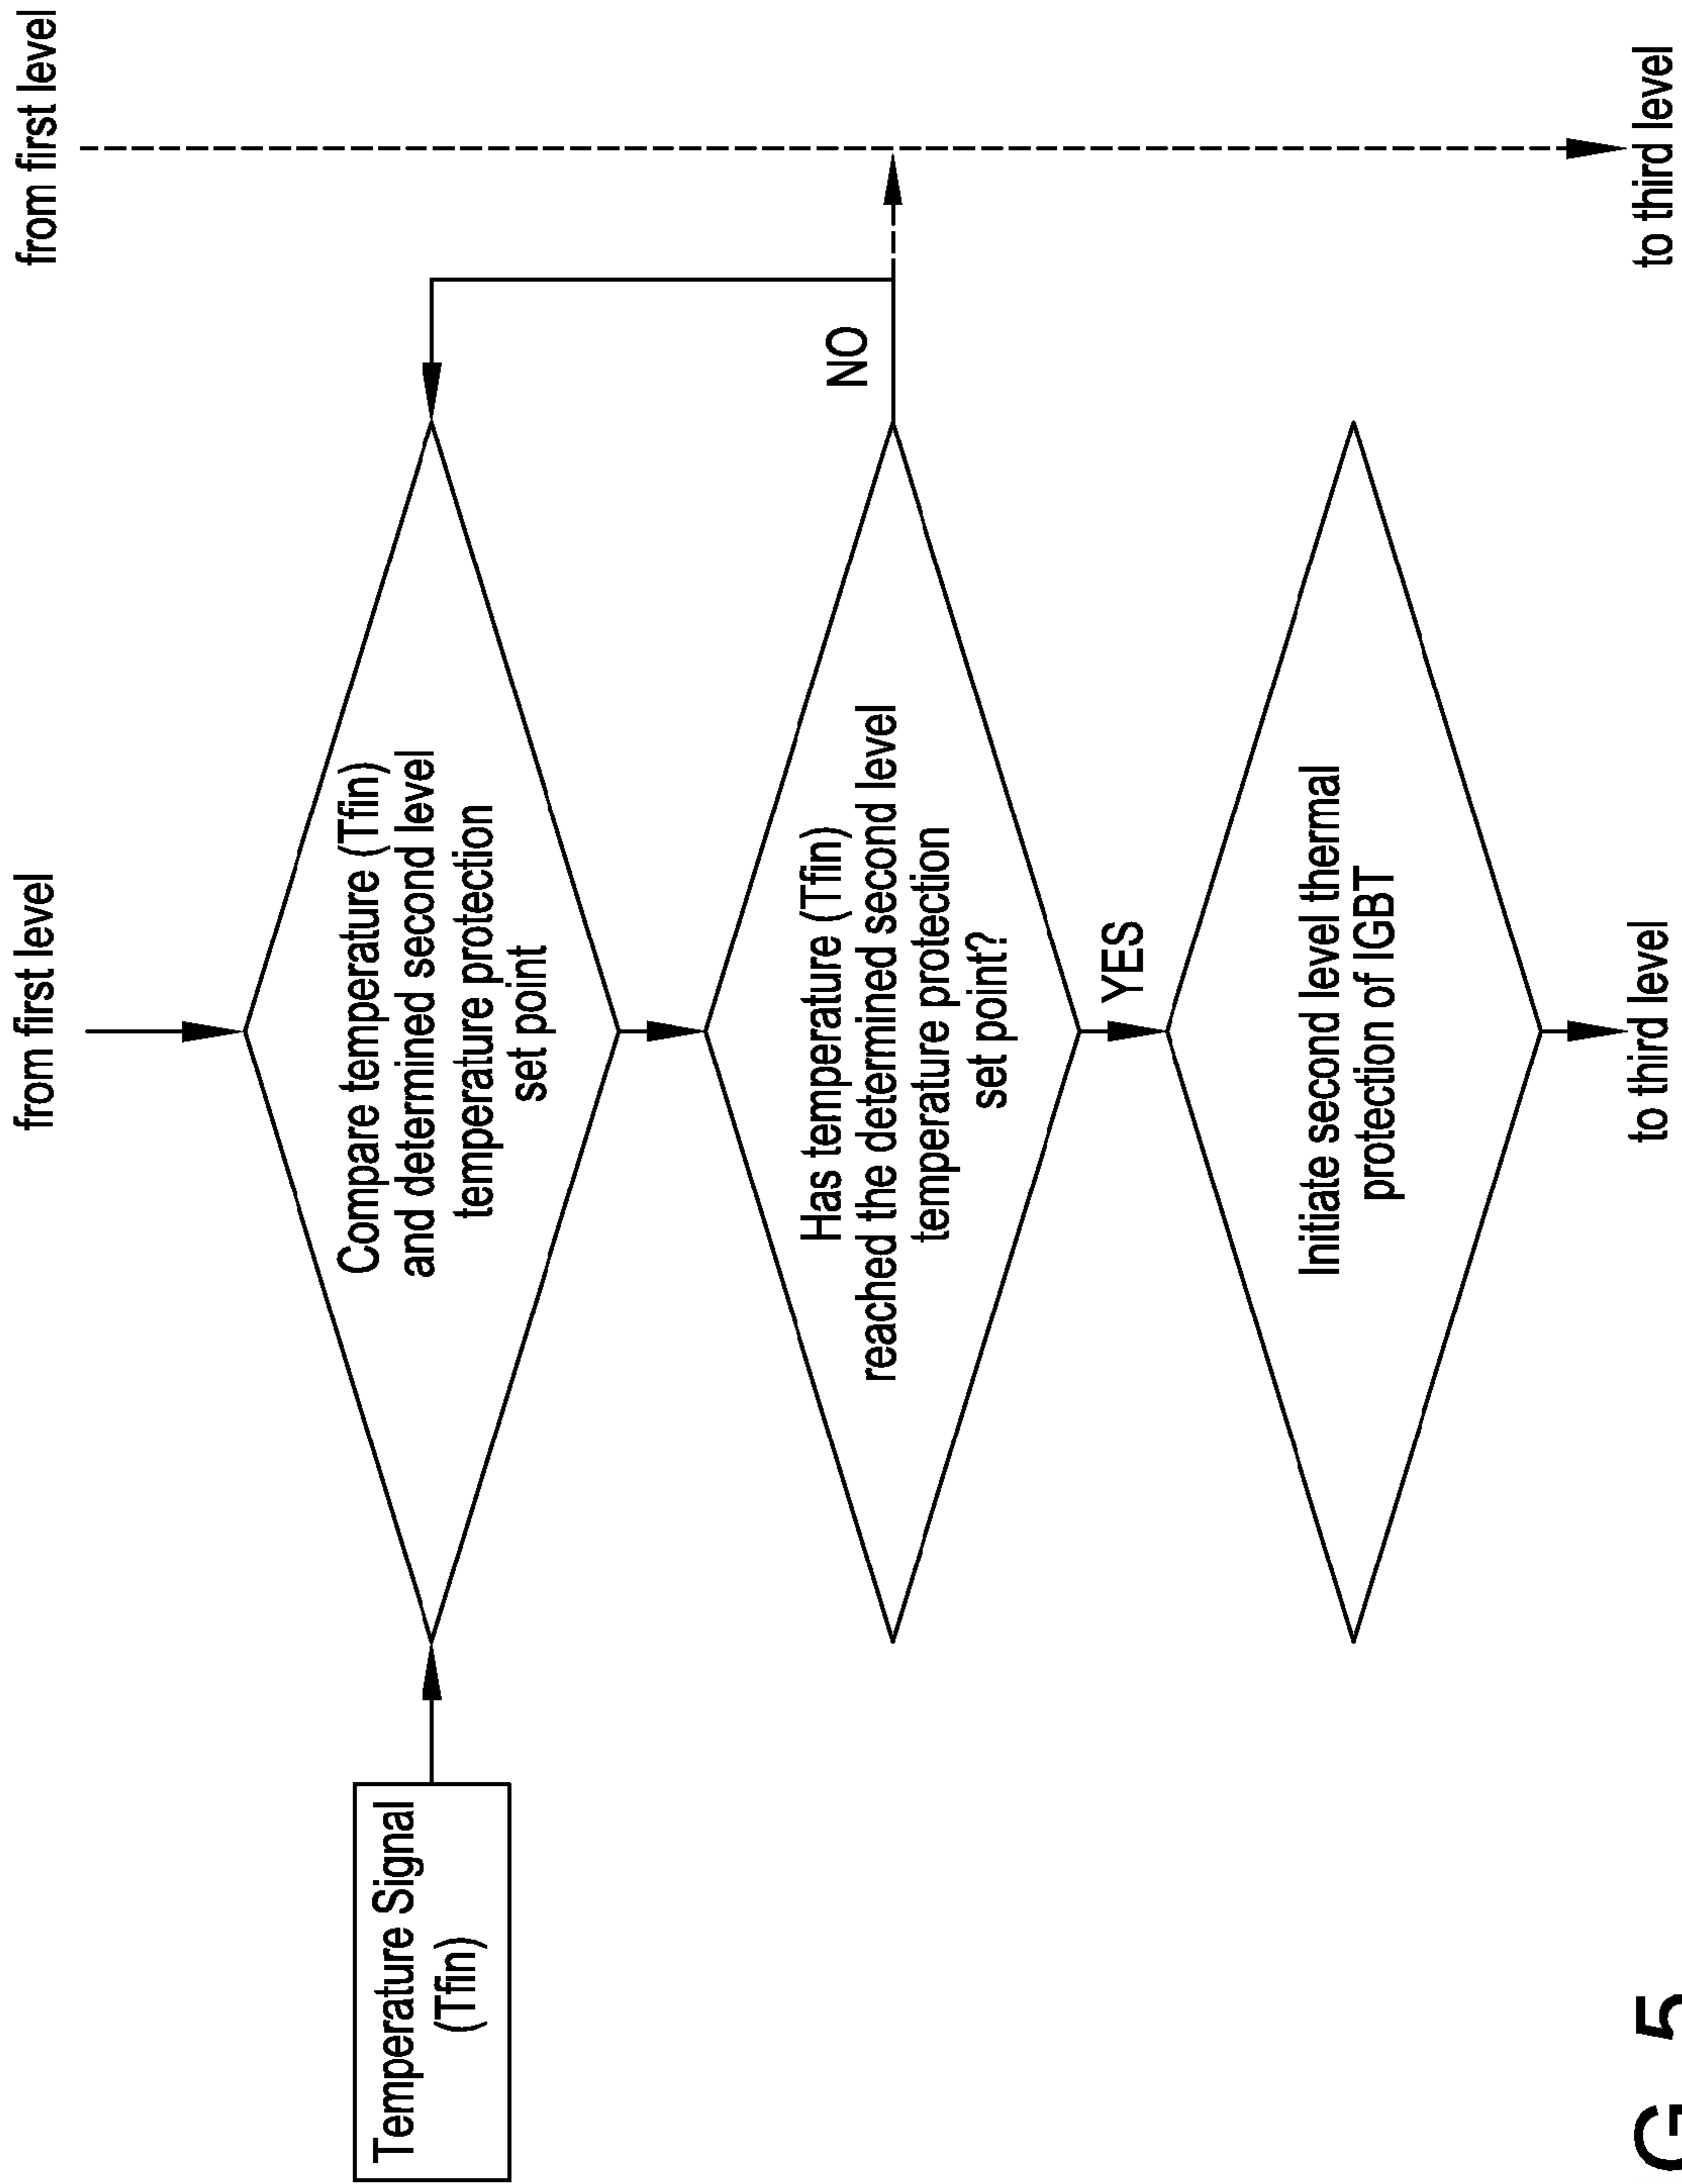 from first level
from first level
Temperature Signal
(Tfin)
Compare temperature (Tfin)
and determined second level
temperature protection
set point
Has temperature (Tfin)
reached the determined second level
temperature protection
set point?
NO
YES
Initiate second level thermal
protection of IGBT
to third level
to third level
G 5